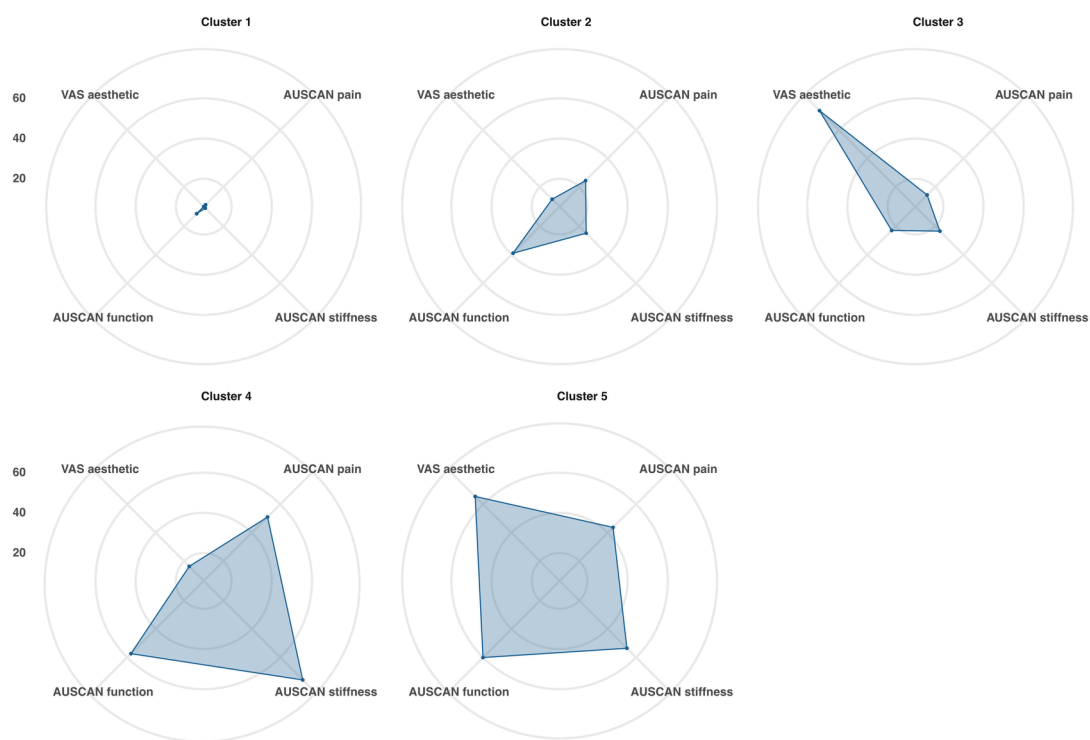 Cluster 1
Cluster 2
Cluster 3
VAS aesthetic
AUSCAN pain
VAS aesthetic
AUSCAN pain
VAS aesthetic
AUSCAN pain
60
40
20
AUSCAN function
AUSCAN stiffness
AUSCAN function
AUSCAN stiffness
AUSCAN function
AUSCAN stiffness
Cluster 4
Cluster 5
VAS aesthetic
AUSCAN pain
VAS aesthetic
AUSCAN pain
60
40
20
AUSCAN function
AUSCAN stiffness
AUSCAN function
AUSCAN stiffness